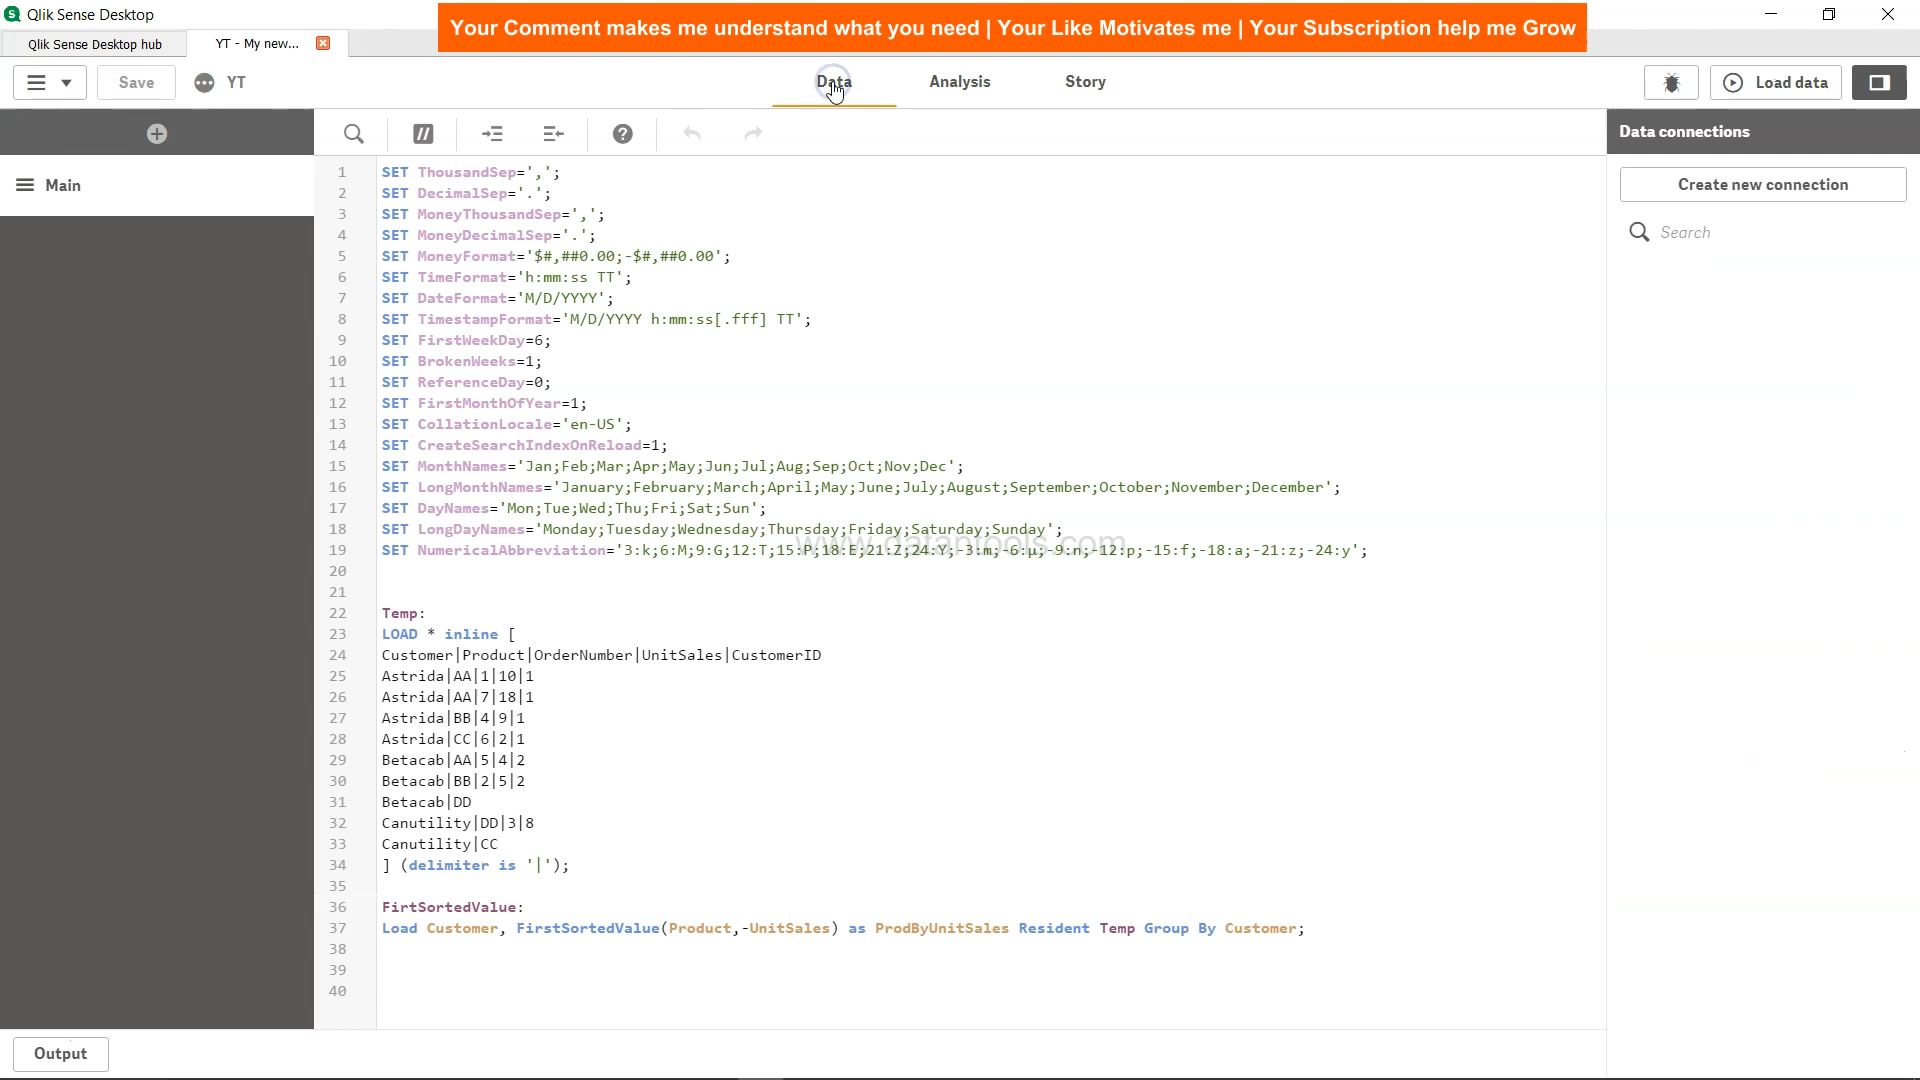 Qlik Sense Desktop
Your Comment makes me understand what you need | Your Like Motivates me | Your Subscription help me Grow
Qlik Sense Desktop hub
YT - My new...
Save
YT
Data
Analysis
Story
Load data
Main
Data connections
Create new connection
Search
1 SET ThousandSep=',';
2 SET DecimalSep='.';
3 SET MoneyThousandSep=',';
4 SET MoneyDecimalSep='.';
5 SET MoneyFormat='$#,##0.00;-$#,##0.00';
6 SET TimeFormat='h:mm:ss TT';
7 SET DateFormat='M/D/YYYY';
8 SET TimestampFormat='M/D/YYYY h:mm:ss[.fff] TT';
9 SET FirstWeekDay=6;
10 SET BrokenWeeks=1;
11 SET ReferenceDay=0;
12 SET FirstMonthOfYear=1;
13 SET CollationLocale='en-US';
14 SET CreateSearchIndexOnReload=1;
15 SET MonthNames='Jan;Feb;Mar;Apr;May;Jun;Jul;Aug;Sep;Oct;Nov;Dec';
16 SET LongMonthNames='January;February;March;April;May;June;July;August;September;October;November;December';
17 SET DayNames='Mon;Tue;Wed;Thu;Fri;Sat;Sun';
18 SET LongDayNames='Monday;Tuesday;Wednesday;Thursday;Friday;Saturday;Sunday';
19 SET NumericalAbbreviation='3:k;6:M;9:G;12:T;15:P;18:E;21:Z;24:Y;-3:m;-6:μ;-9:n;-12:p;-15:f;-18:a;-21:z;-24:y';
20
21
22 Temp:
23 LOAD * inline [
24 Customer|Product|OrderNumber|UnitSales|CustomerID
25 Astrida|AA|1|10|1
26 Astrida|AA|7|18|1
27 Astrida|BB|4|9|1
28 Astrida|CC|6|2|1
29 Betacab|AA|5|4|2
30 Betacab|BB|2|5|2
31 Betacab|DD
32 Canutility|DD|3|8
33 Canutility|CC
34 ] (delimiter is '|');
35
36 FirtSortedValue:
37 Load Customer, FirstSortedValue(Product,-UnitSales) as ProdByUnitSales Resident Temp Group By Customer;
38
39
40
Output